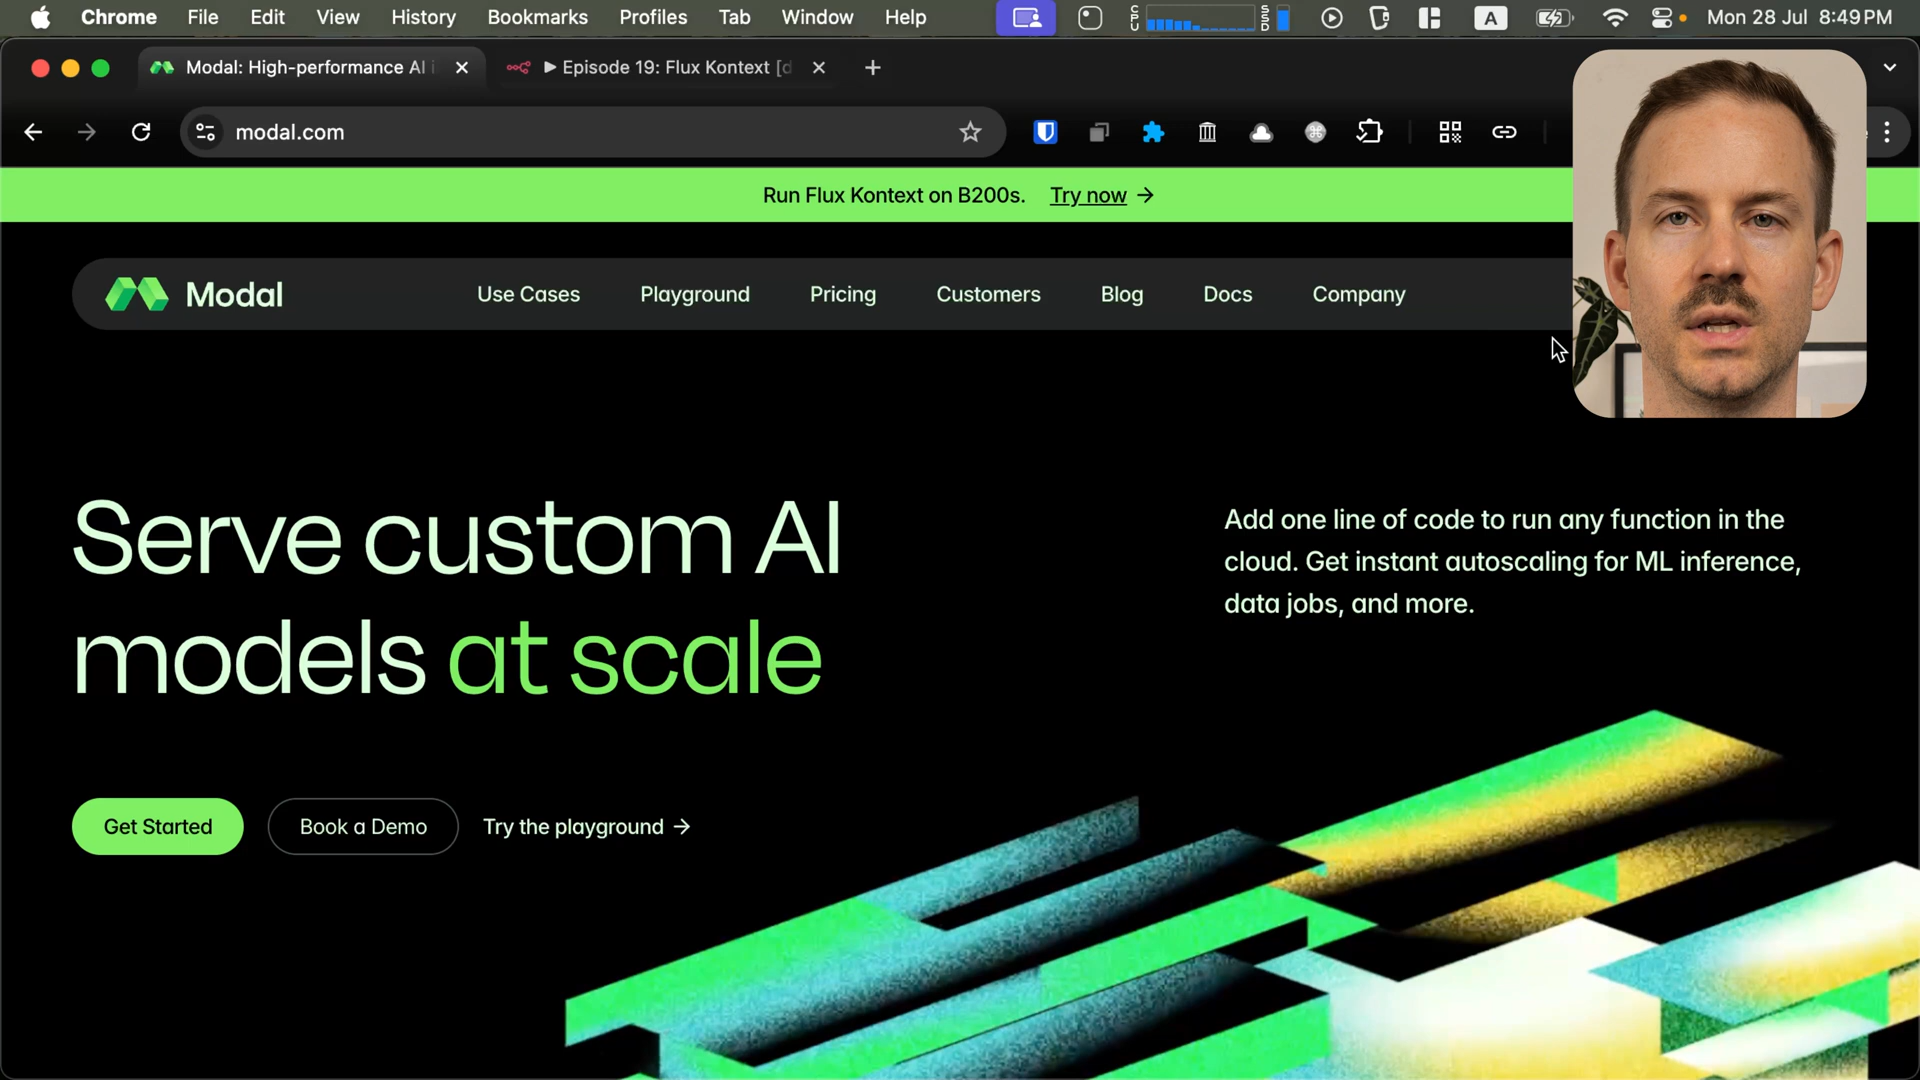 Chrome File Edit View History Bookmarks Profiles Tab Window Help CPU SSD A Mon 28 Jul 8:49 PM
Modal: High-performance AI i
Episode 19: Flux Kontext [d
modal.com
Run Flux Kontext on B200s. Try now →
Modal Use Cases Playground Pricing Customers Blog Docs Company
Serve custom AI
models at scale
Add one line of code to run any function in the
cloud. Get instant autoscaling for ML inference,
data jobs, and more.
Get Started Book a Demo Try the playground →